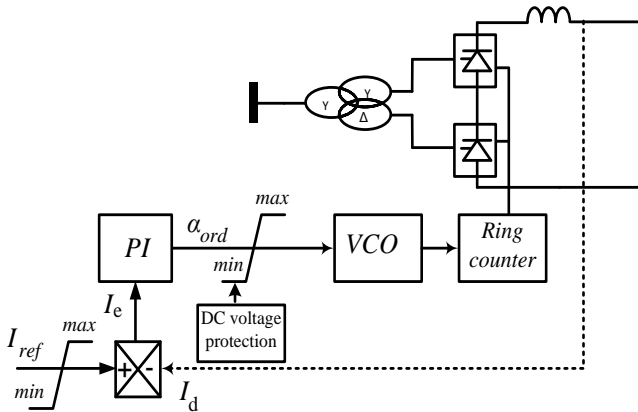 Y
Y
Δ
max
α_ord
PI
min
VCO
Ring
counter
I_e
DC voltage
protection
max
I_ref
+
-
min
I_d